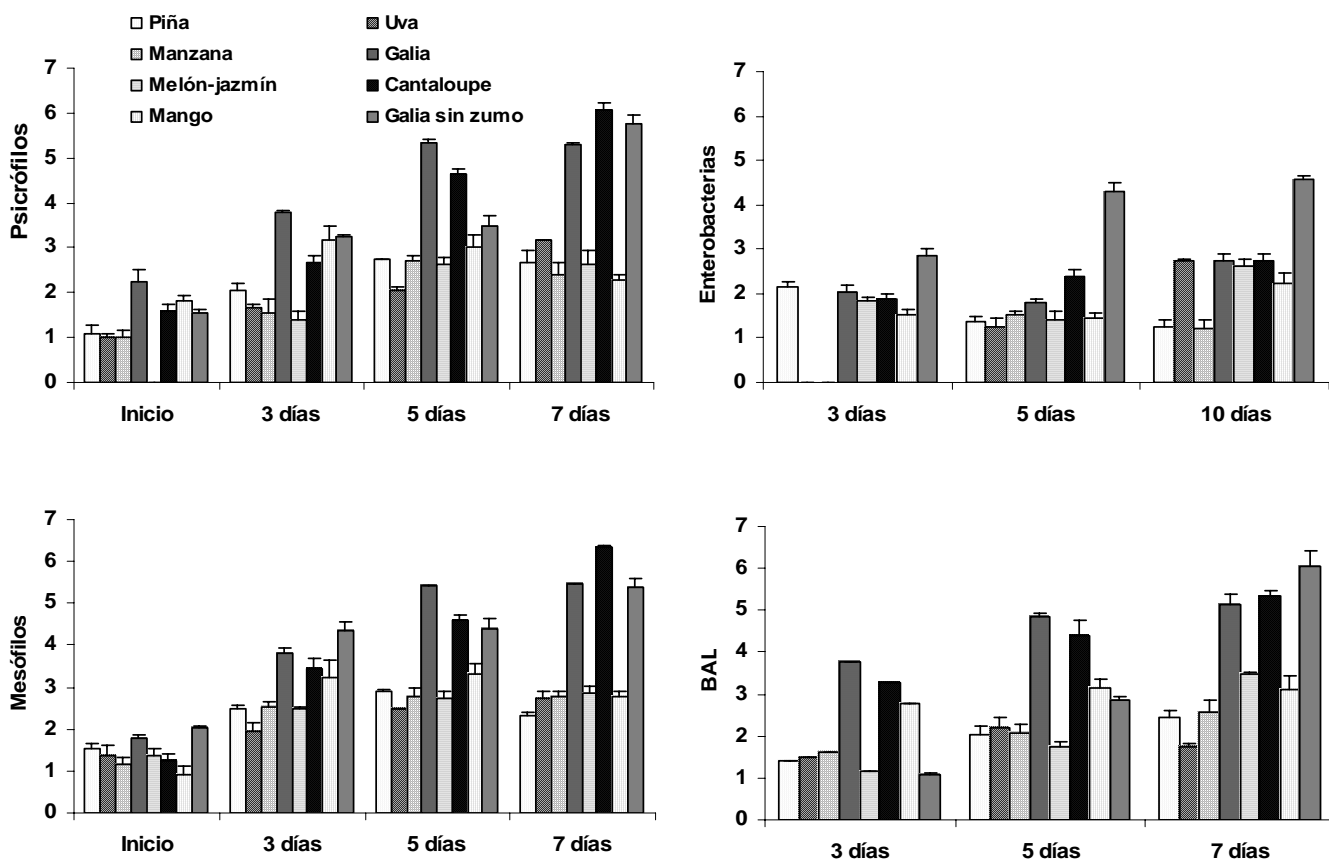 Piña
Uva
Manzana
Galia
Melón-jazmín
Cantaloupe
Mango
Galia sin zumo
Psicrófilos
7
6
5
4
3
2
1
0
Inicio
3 días
5 días
7 días
Enterobacterias
7
6
5
4
3
2
1
0
3 días
5 días
10 días
Mesófilos
7
6
5
4
3
2
1
0
Inicio
3 días
5 días
7 días
BAL
7
6
5
4
3
2
1
0
3 días
5 días
7 días